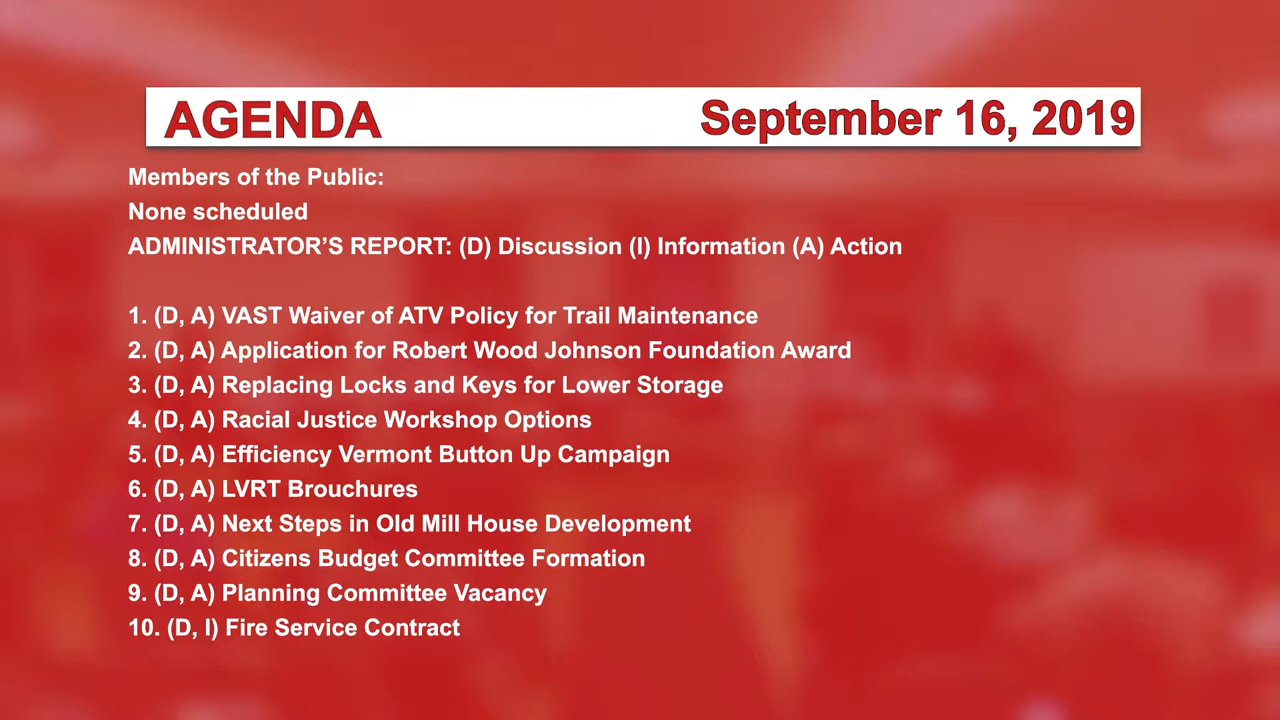 AGENDA September 16, 2019
Members of the Public:
None scheduled
ADMINISTRATOR’S REPORT: (D) Discussion (I) Information (A) Action
1. (D, A) VAST Waiver of ATV Policy for Trail Maintenance
2. (D, A) Application for Robert Wood Johnson Foundation Award
3. (D, A) Replacing Locks and Keys for Lower Storage
4. (D, A) Racial Justice Workshop Options
5. (D, A) Efficiency Vermont Button Up Campaign
6. (D, A) LVRT Brouchures
7. (D, A) Next Steps in Old Mill House Development
8. (D, A) Citizens Budget Committee Formation
9. (D, A) Planning Committee Vacancy
10. (D, I) Fire Service Contract